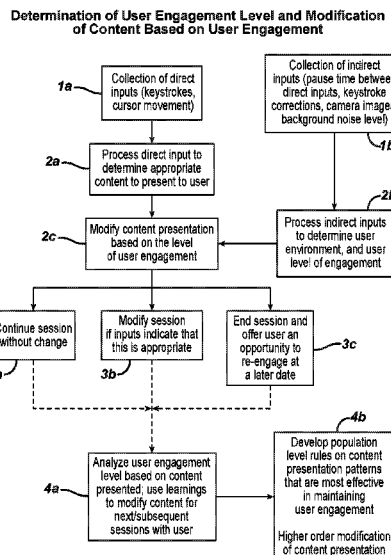 Determination of User Engagement Level and Modification
of Content Based on User Engagement
1a
Collection of direct
inputs (keystrokes,
cursor movement)
Collection of indirect
inputs (pause time between
direct inputs, keystroke
corrections, camera image,
background noise level)
2a
Process direct input to
determine appropriate
content to present to user
2c
Modify content presentation
based on the level
of user engagement
Process indirect inputs
to determine user
environment, and user
level of engagement
Continue session
without change
Modify session
if inputs indicate that
this is appropriate
3b
End session and
offer user an
opportunity to
re-engage at
a later date
3c
4a
Analyze user engagement
level based on content
presented; use learnings
to modify content for
next/subsequent
sessions with user
4b
Develop population
level rules on content
presentation patterns
that are most effective
in maintaining
user engagement
Higher order modification
of content presentation